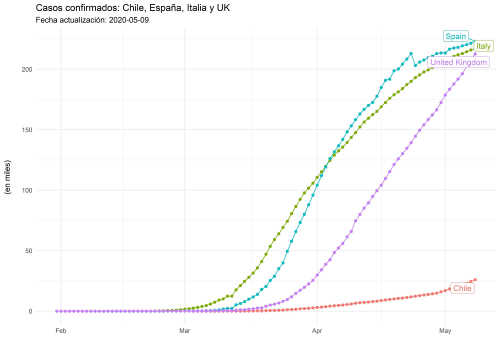 Casos confirmados: Chile, España, Italia y UK
Fecha actualización: 2020-05-09
Spain
Italy
United Kingdom
200
150
(en miles)
100
50
Chile
0
Feb
Mar
Apr
May